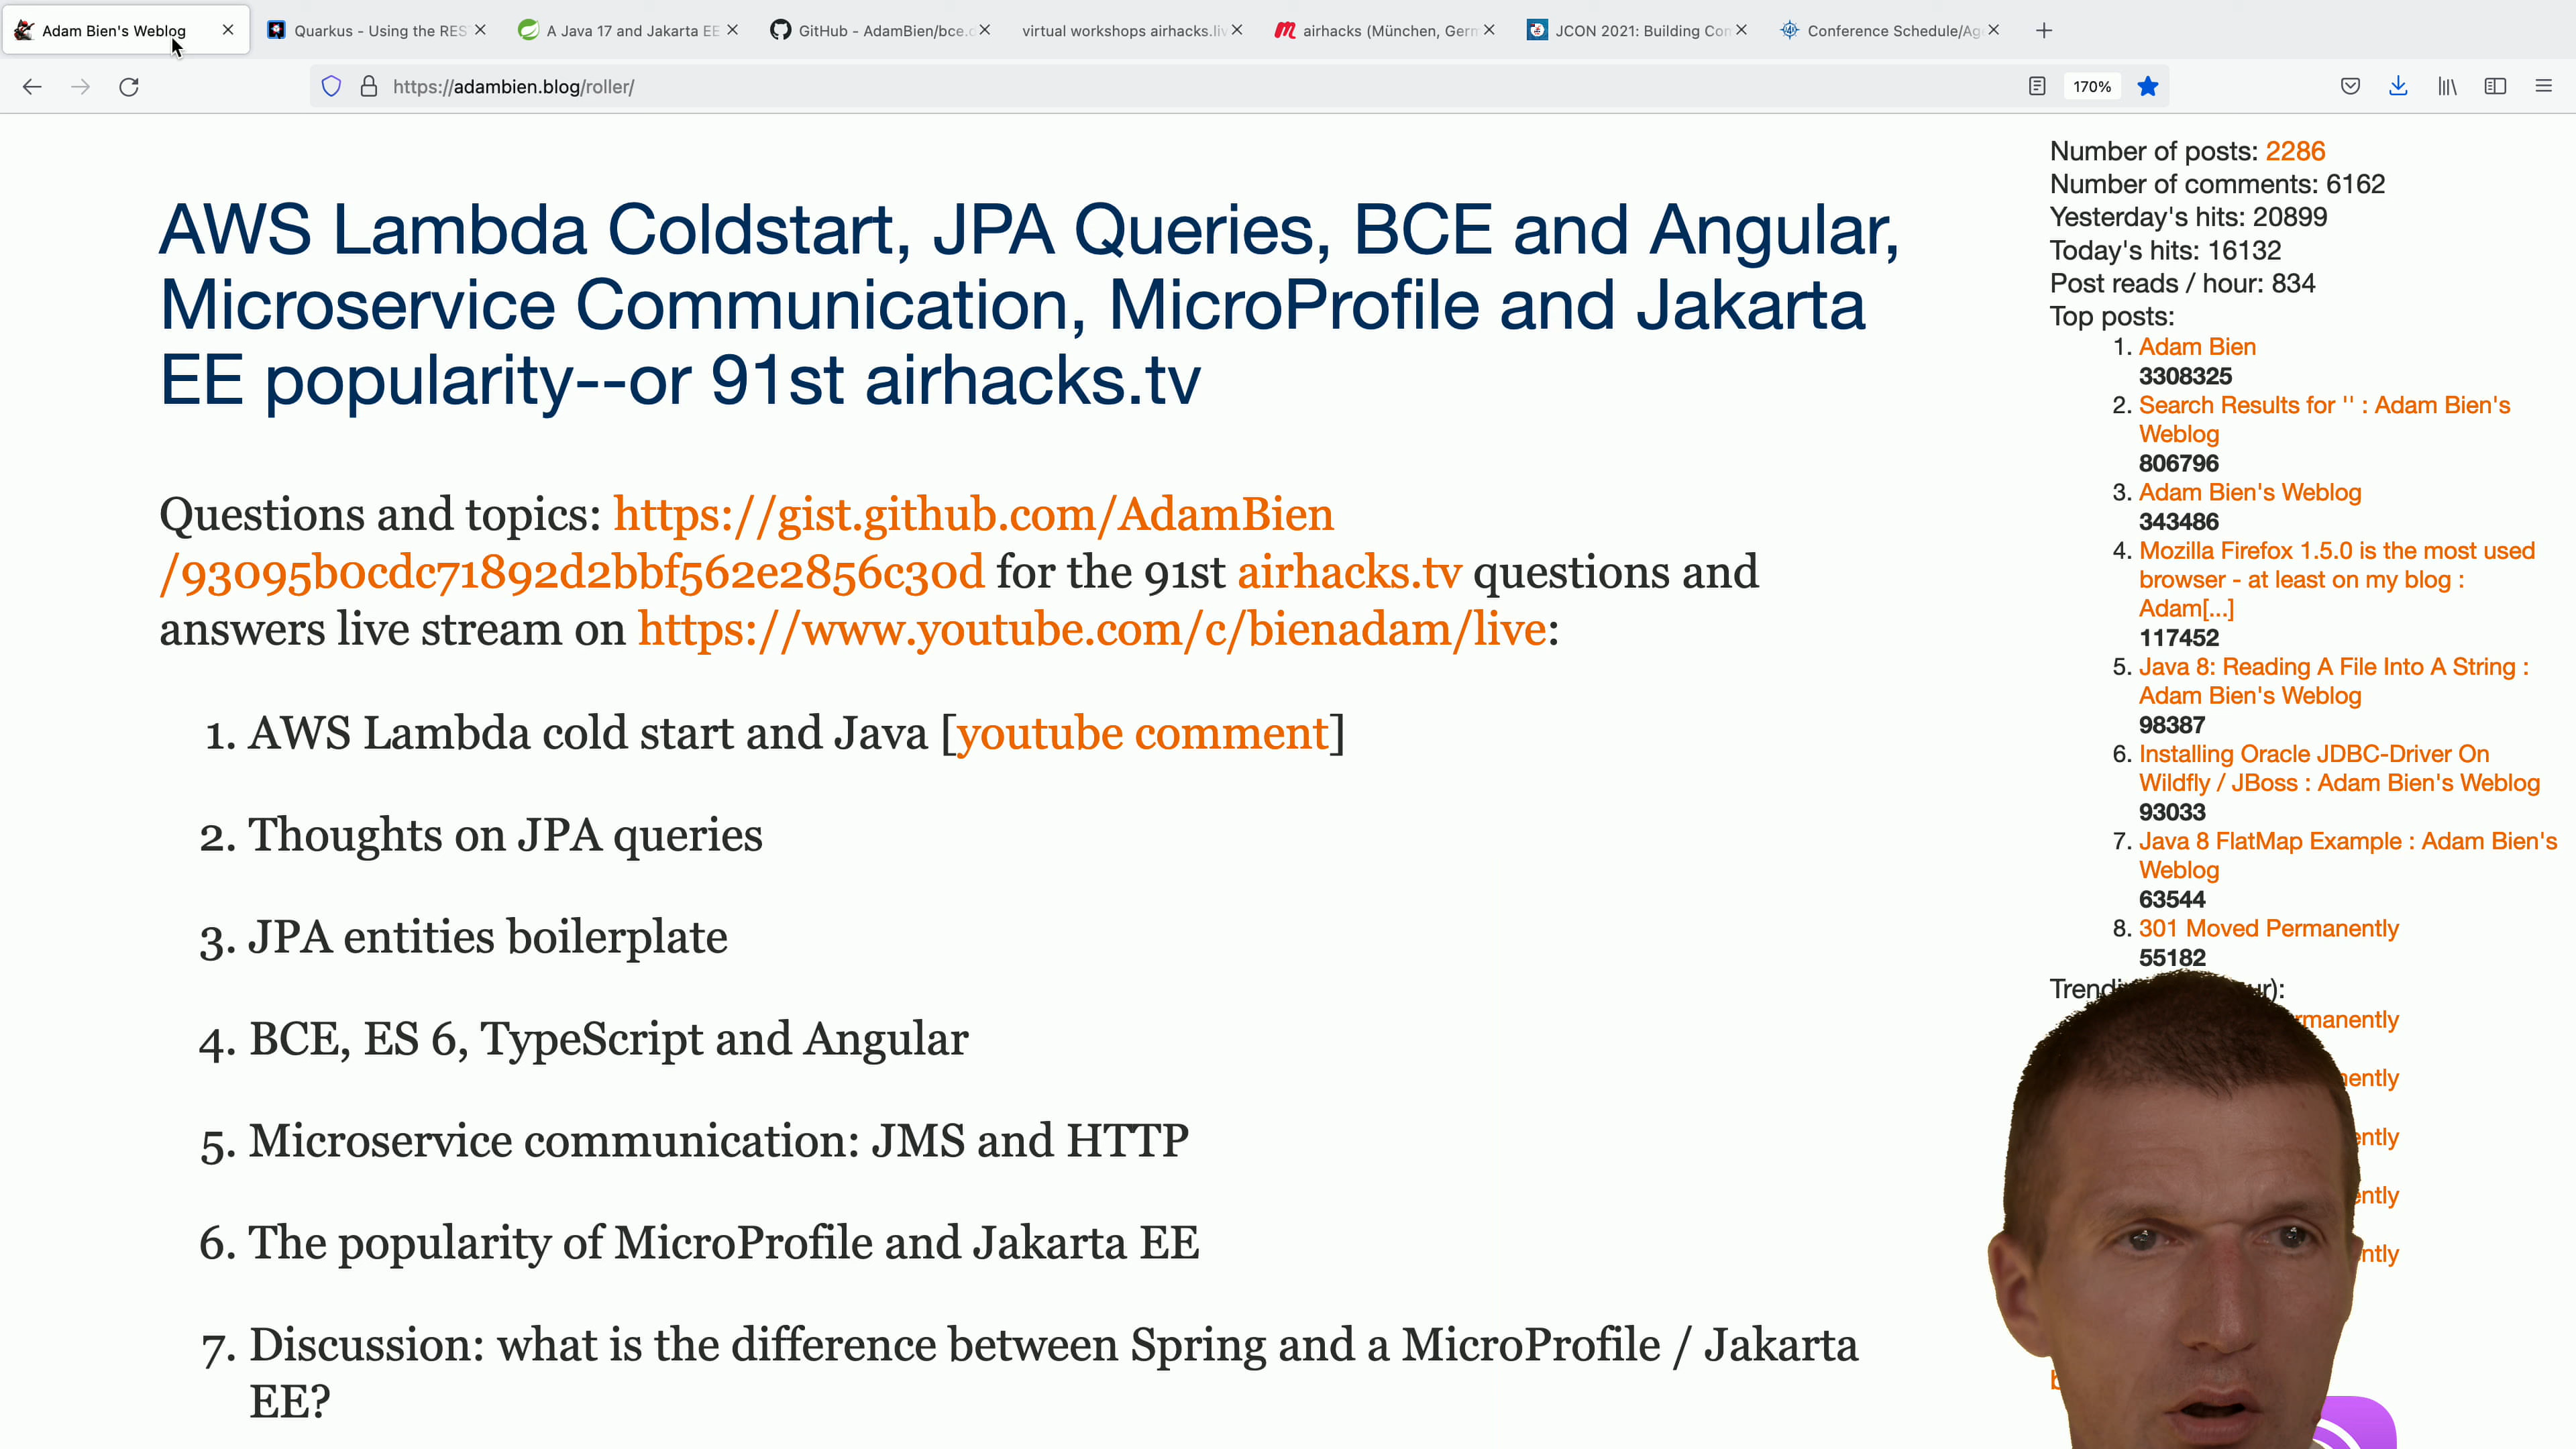 Adam Bien's Weblog
Quarkus - Using the RES
A Java 17 and Jakarta EE
GitHub - AdamBien/bce.
virtual workshops airhacks.liv
airhacks (München, Germ
JCON 2021: Building Con
Conference Schedule/Ag
https://adambien.blog/roller/
170%
AWS Lambda Coldstart, JPA Queries, BCE and Angular,
Microservice Communication, MicroProfile and Jakarta
EE popularity--or 91st airhacks.tv
Questions and topics: https://gist.github.com/AdamBien
/93095b0cdc71892d2bbf562e2856c30d for the 91st airhacks.tv questions and
answers live stream on https://www.youtube.com/c/bienadam/live:
1. AWS Lambda cold start and Java [youtube comment]
2. Thoughts on JPA queries
3. JPA entities boilerplate
4. BCE, ES 6, TypeScript and Angular
5. Microservice communication: JMS and HTTP
6. The popularity of MicroProfile and Jakarta EE
7. Discussion: what is the difference between Spring and a MicroProfile / Jakarta
EE?
Number of posts: 2286
Number of comments: 6162
Yesterday's hits: 20899
Today's hits: 16132
Post reads / hour: 834
Top posts:
1. Adam Bien
3308325
2. Search Results for '' : Adam Bien's
Weblog
806796
3. Adam Bien's Weblog
343486
4. Mozilla Firefox 1.5.0 is the most used
browser - at least on my blog :
Adam[...]
117452
5. Java 8: Reading A File Into A String :
Adam Bien's Weblog
98387
6. Installing Oracle JDBC-Driver On
Wildfly / JBoss : Adam Bien's Weblog
93033
7. Java 8 FlatMap Example : Adam Bien's
Weblog
63544
8. 301 Moved Permanently
55182